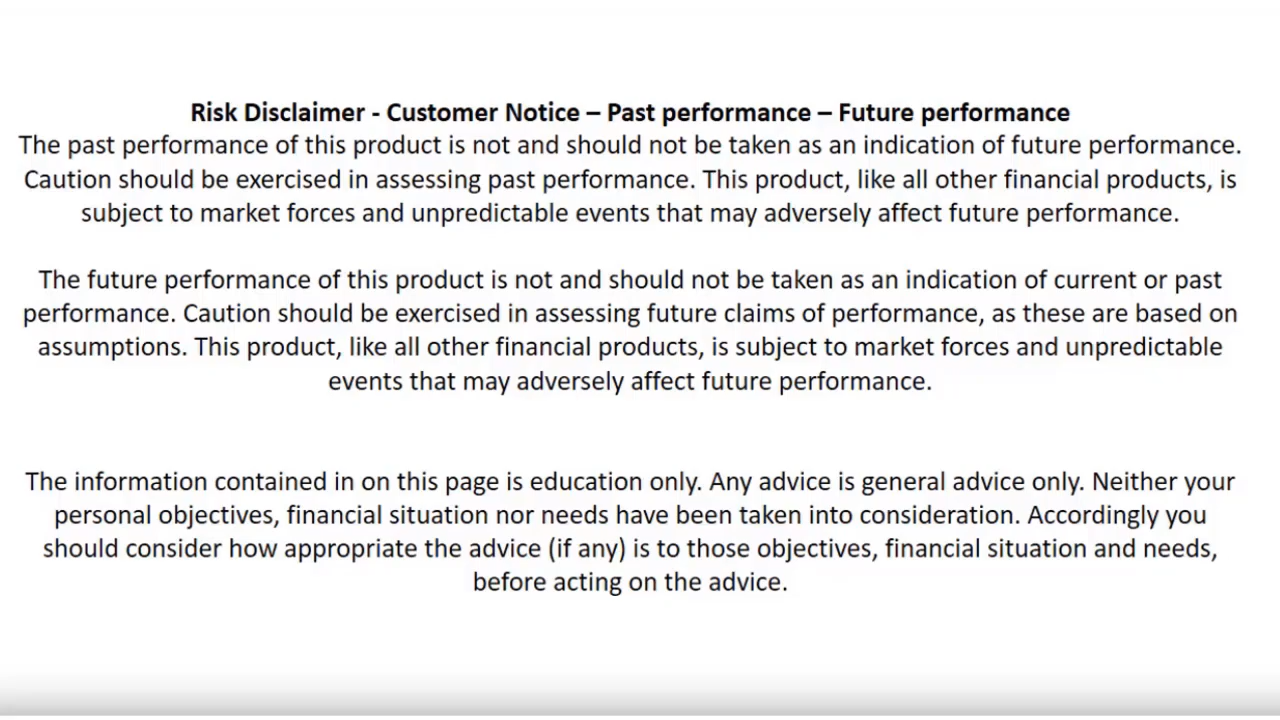 Risk Disclaimer - Customer Notice – Past performance – Future performance
The past performance of this product is not and should not be taken as an indication of future performance.
Caution should be exercised in assessing past performance. This product, like all other financial products, is
subject to market forces and unpredictable events that may adversely affect future performance.
The future performance of this product is not and should not be taken as an indication of current or past
performance. Caution should be exercised in assessing future claims of performance, as these are based on
assumptions. This product, like all other financial products, is subject to market forces and unpredictable
events that may adversely affect future performance.
The information contained in on this page is education only. Any advice is general advice only. Neither your
personal objectives, financial situation nor needs have been taken into consideration. Accordingly you
should consider how appropriate the advice (if any) is to those objectives, financial situation and needs,
before acting on the advice.